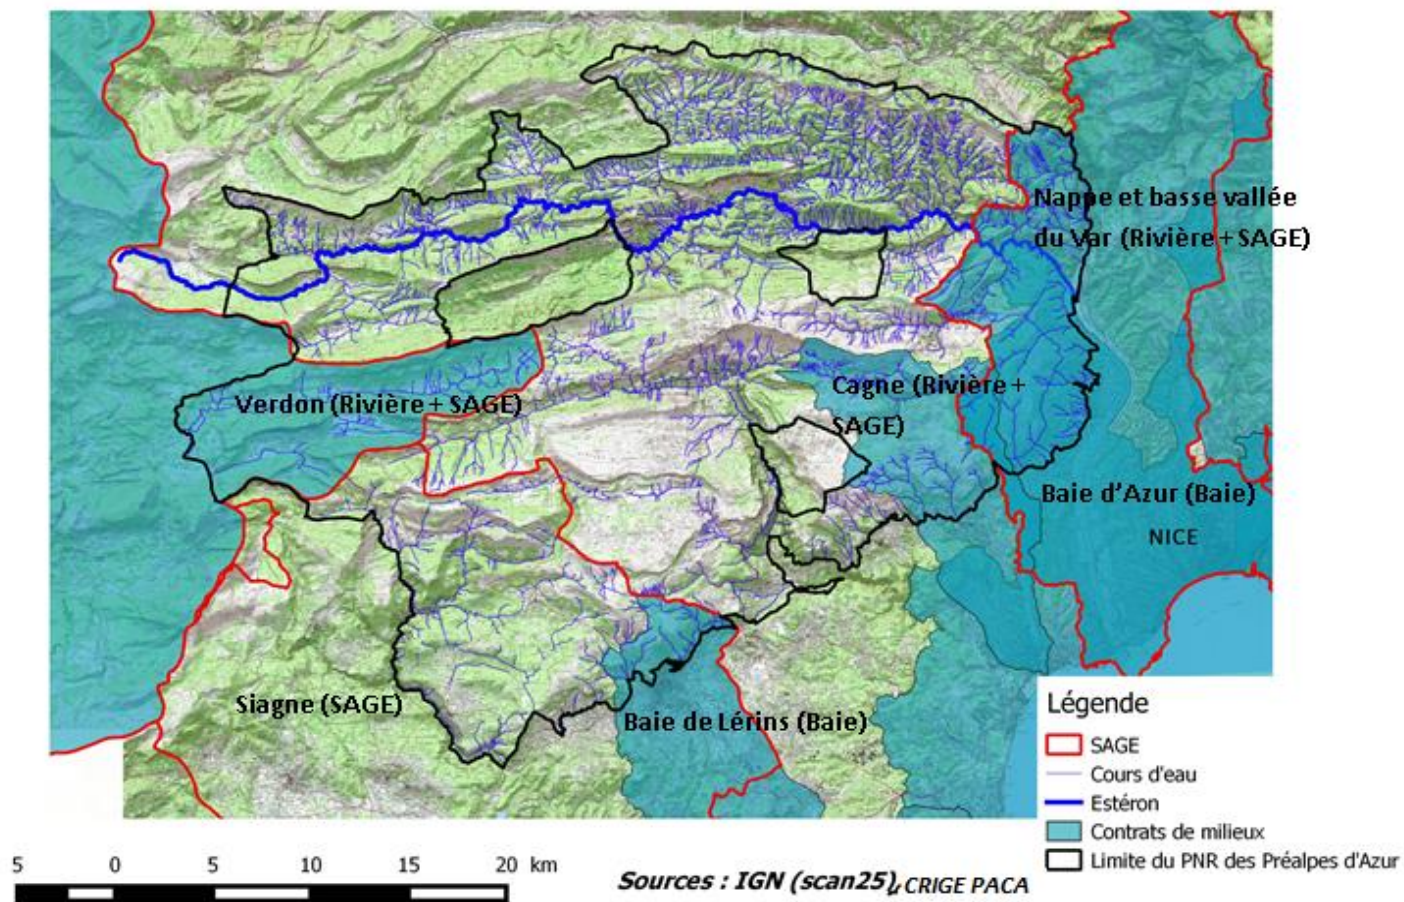 Nappe et basse vallée
du Var (Rivière + SAGE)
Verdon (Rivière + SAGE)
Cagne (Rivière +
SAGE)
Baie d'Azur (Baie)
NICE
Siagne (SAGE)
Baie de Lérins (Baie)
Légende
SAGE
Cours d'eau
Estéron
Contrats de milieux
Limite du PNR des Préalpes d'Azur
5 0 5 10 15 20 km
Sources : IGN (scan25), CRIGE PACA